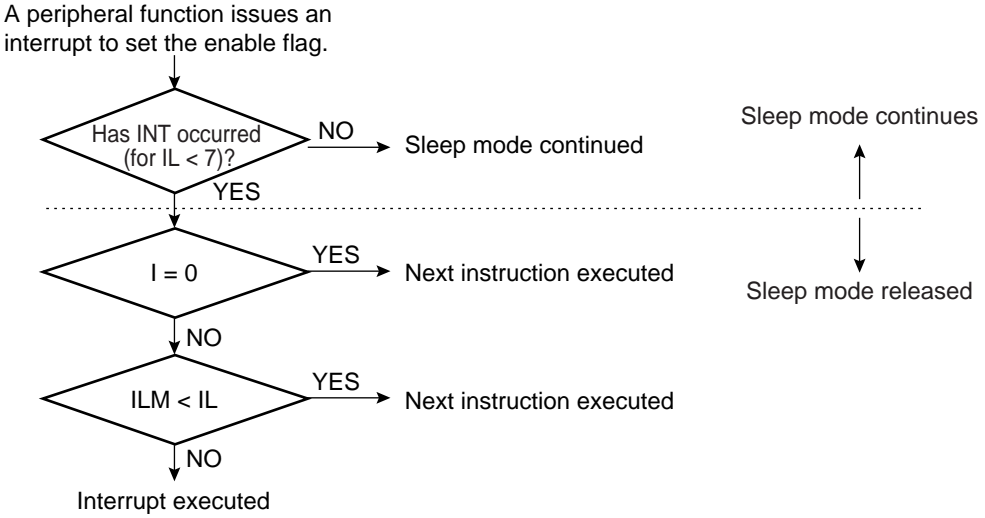 A peripheral function issues an
interrupt to set the enable flag.
Has INT occurred
(for IL < 7)?
NO
Sleep mode continued
Sleep mode continues
YES
I = 0
YES
Next instruction executed
Sleep mode released
NO
ILM < IL
YES
Next instruction executed
NO
Interrupt executed